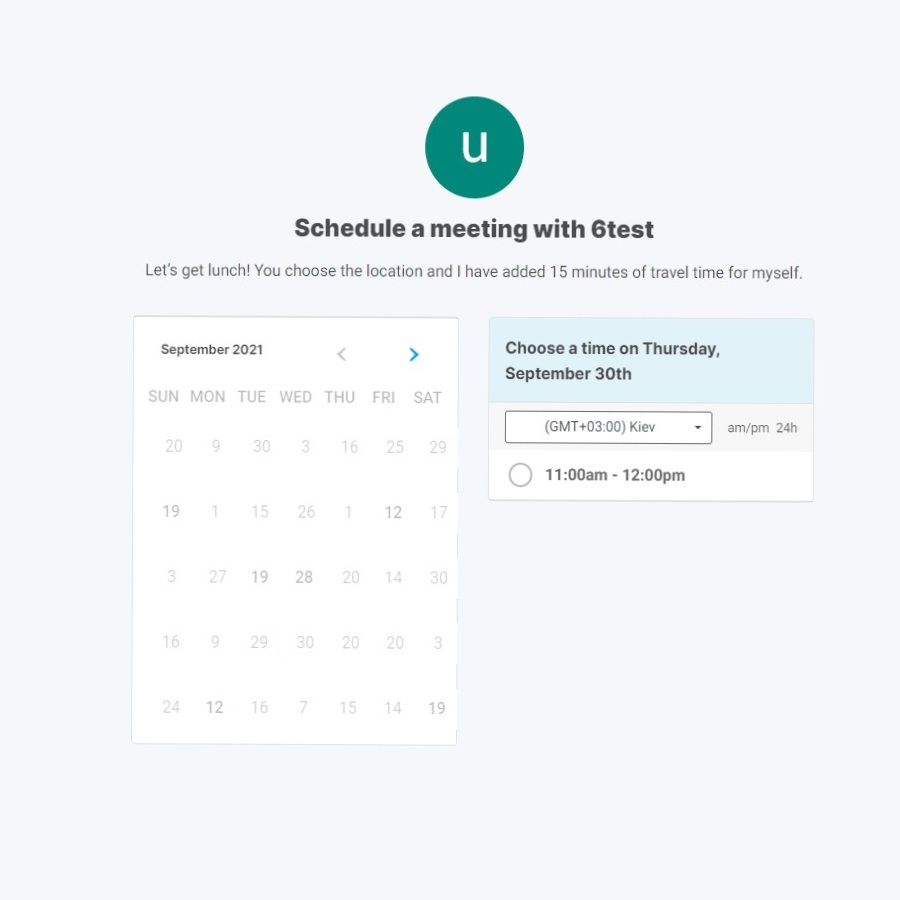 u
Schedule a meeting with 6test
Let's get lunch! You choose the location and I have added 15 minutes of travel time for myself.
September 2021
SUN MON TUE WED THU FRI SAT
20 9 30 3 16 25 29
19 1 15 26 1 12 17
3 27 19 28 20 14 30
16 9 29 30 20 20 3
24 12 16 7 15 14 19
Choose a time on Thursday,
September 30th
(GMT+03:00) Kiev am/pm 24h
11:00am - 12:00pm